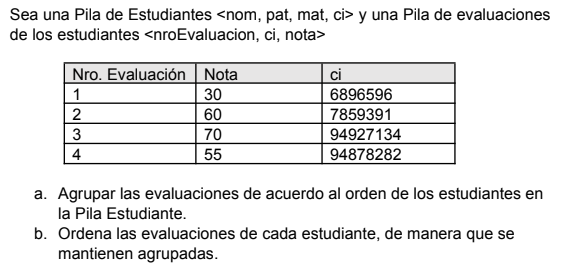 Sea una Pila de Estudiantes <nom, pat, mat, ci> y una Pila de evaluaciones
de los estudiantes <nroEvaluacion, ci, nota>
Nro. Evaluación Nota ci
1 30 6896596
2 60 7859391
3 70 94927134
4 55 94878282
a. Agrupar las evaluaciones de acuerdo al orden de los estudiantes en
la Pila Estudiante.
b. Ordena las evaluaciones de cada estudiante, de manera que se
mantienen agrupadas.